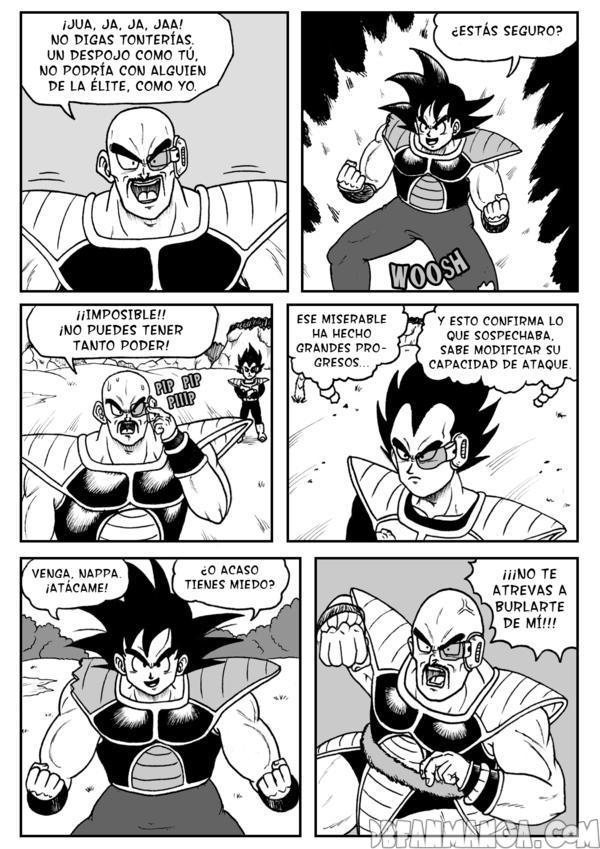 ¡JUA, JA, JA, JAA!
NO DIGAS TONTERÍAS.
UN DESPOJO COMO TÚ,
NO PODRÍA CON ALGUIEN
DE LA ÉLITE, COMO YO.
¿ESTÁS SEGURO?
WOOSH
¡¡IMPOSIBLE!!
¡NO PUEDES TENER
TANTO PODER!
PIP PIP
PIIIP
ESE MISERABLE
HA HECHO
GRANDES PRO-
GRESOS...
Y ESTO CONFIRMA LO
QUE SOSPECHABA,
SABE MODIFICAR SU
CAPACIDAD DE ATAQUE.
VENGA, NAPPA.
¡ATÁCAME!
¿O ACASO
TIENES MIEDO?
¡¡¡NO TE
ATREVAS A
BURLARTE
DE MÍ!!!
DBFANMANGA.COM